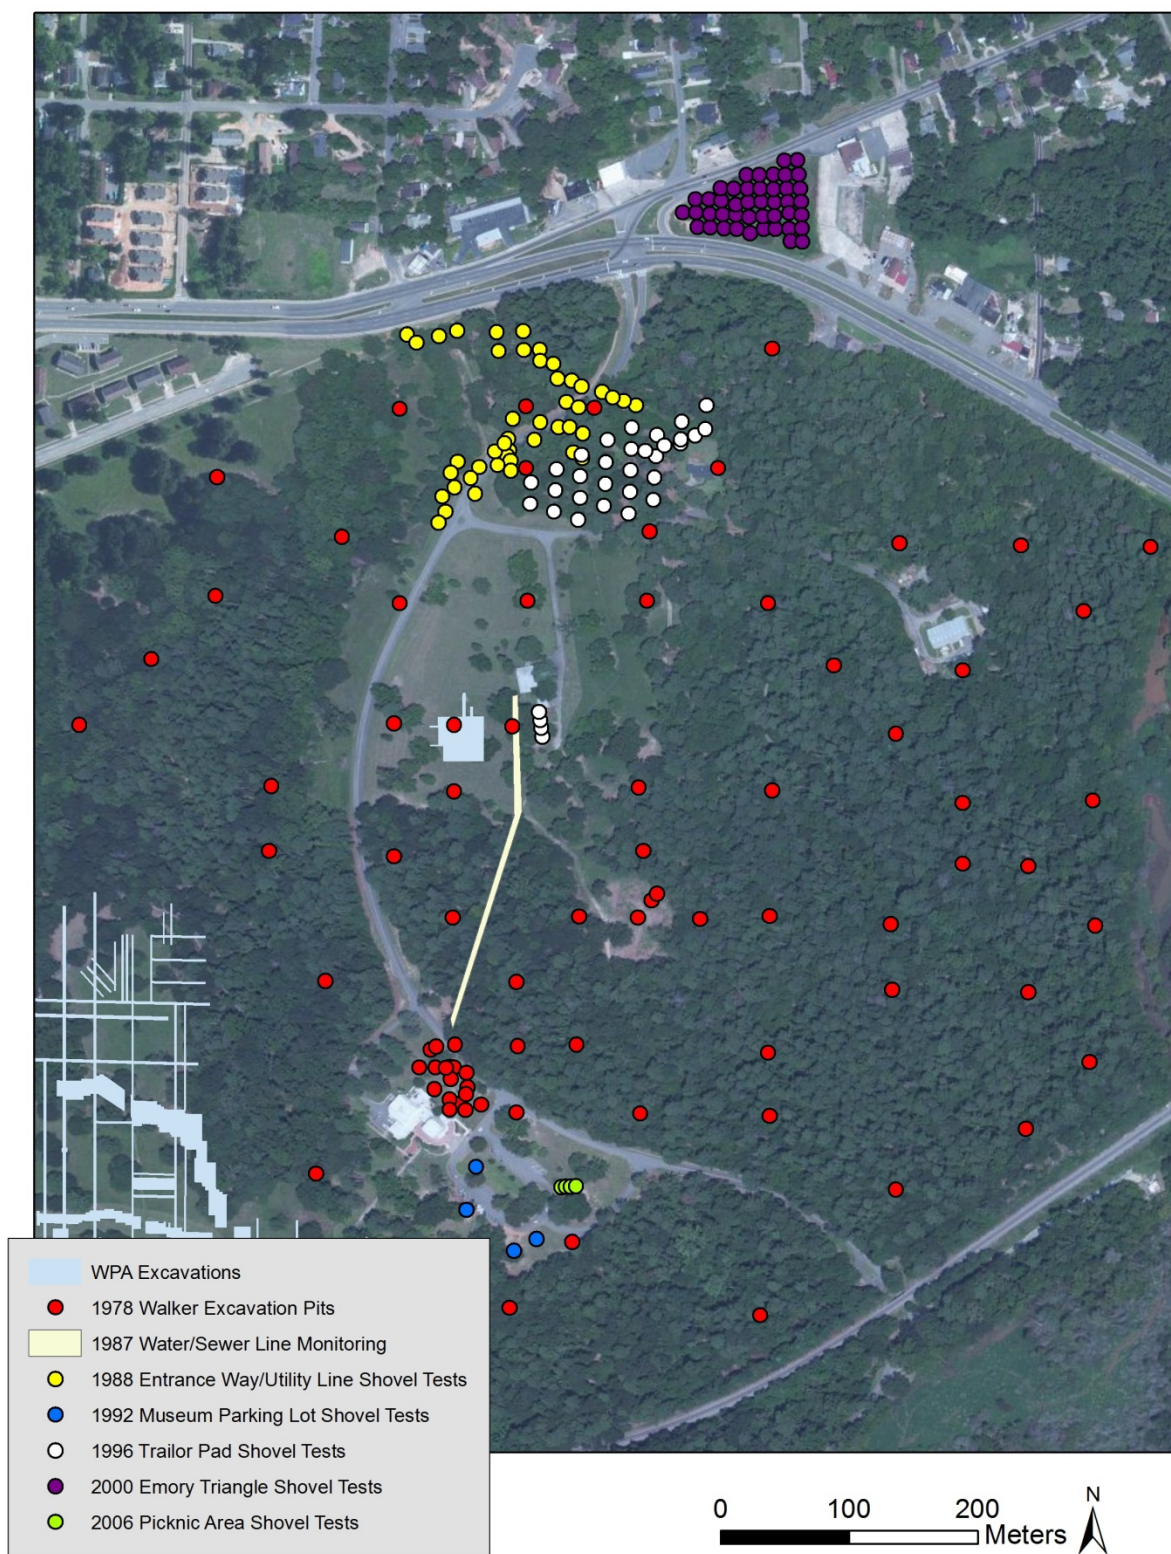 WPA Excavations
1978 Walker Excavation Pits
1987 Water/Sewer Line Monitoring
1988 Entrance Way/Utility Line Shovel Tests
1992 Museum Parking Lot Shovel Tests
1996 Trailor Pad Shovel Tests
2000 Emory Triangle Shovel Tests
2006 Picknic Area Shovel Tests
0 100 200
Meters
N